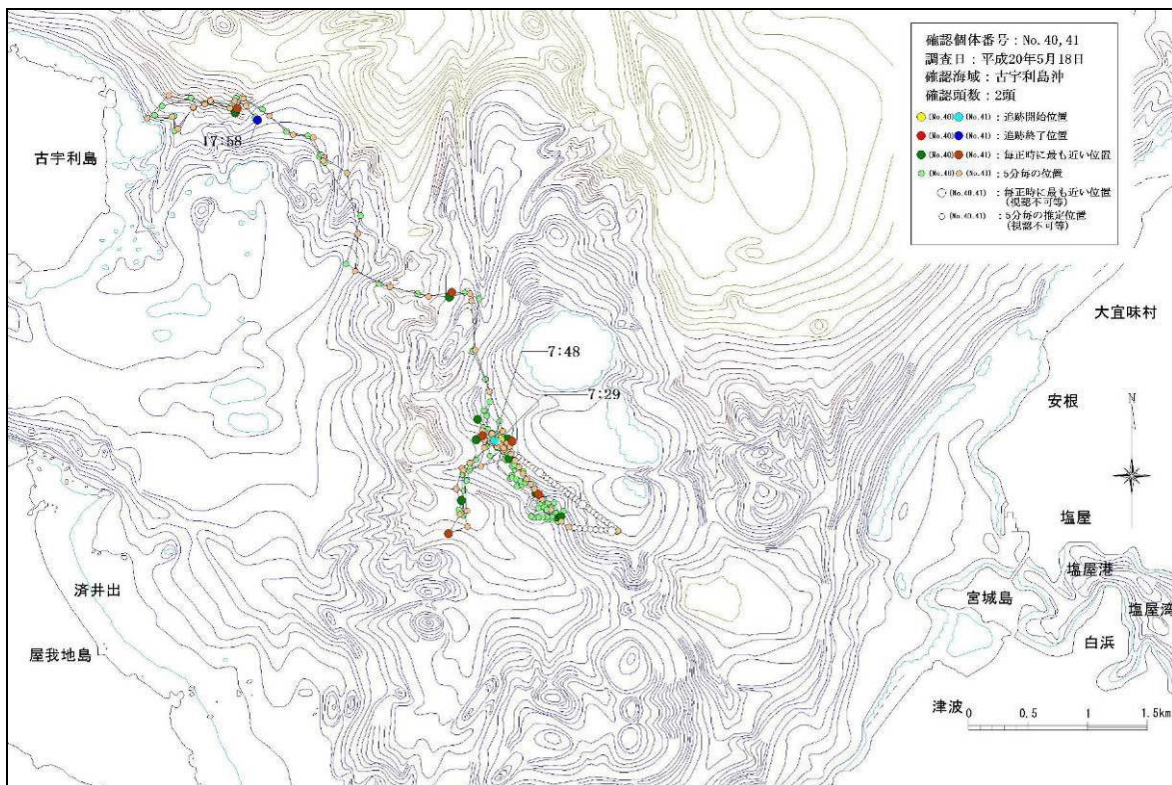 確認個体番号：No. 40, 41
調査日：平成20年5月18日
確認海域：古宇利島沖
確認頭数：2頭
(No.40) (No.41)：追跡開始位置
(No.40) (No.41)：追跡終了位置
(No.40) (No.41)：毎正時に最も近い位置
(No.40) (No.41)：5分毎の位置
(No.40.41)：毎正時に最も近い位置
(視認不可等)
(No.40.41)：5分毎の推定位置
(視認不可等)
古宇利島
17:58
7:48
7:29
大宜味村
安根
N
塩屋
塩屋港
宮城島
塩屋湾
白浜
済井出
屋我地島
津波
0 0.5 1 1.5km